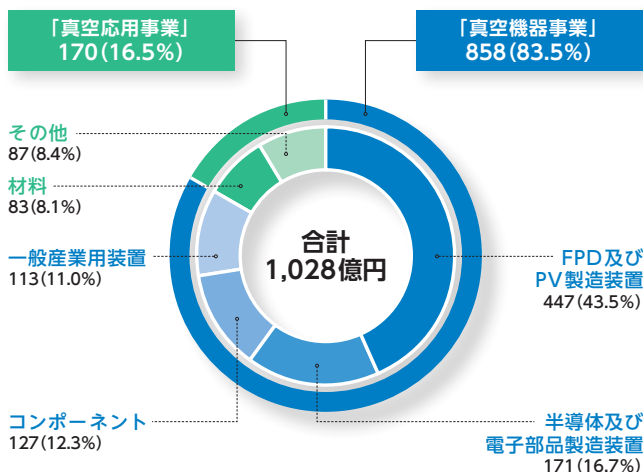 「真空応用事業」
170(16.5%)
「真空機器事業」
858(83.5%)
その他
87(8.4%)
材料
83(8.1%)
一般産業用装置
113(11.0%)
コンポーネント
127(12.3%)
合計
1,028億円
FPD及び
PV製造装置
447(43.5%)
半導体及び
電子部品製造装置
171(16.7%)